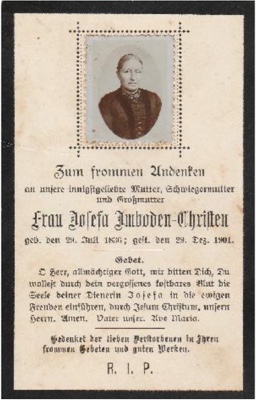 Zum frommen Andenken
an unsere innigstgeliebte Mutter, Schwiegermutter
und Großmutter
Frau Josefa Imboden-Christen
geb. den 29. Juli 1836; gest. den 29. Dez. 1901.
Gebet.
O Herr, allmächtiger Gott, wir bitten Dich, Du
wollest durch dein vergossenes kostbares Blut die
Seele deiner Dienerin Josefa in die ewigen
Freuden einführen, durch Jesum Christum, unsern
Herrn. Amen. Vater unser. Ave Maria.
Gedenket der lieben Verstorbenen in Ihren
frommen Gebeten und guten Werken.
R. I. P.